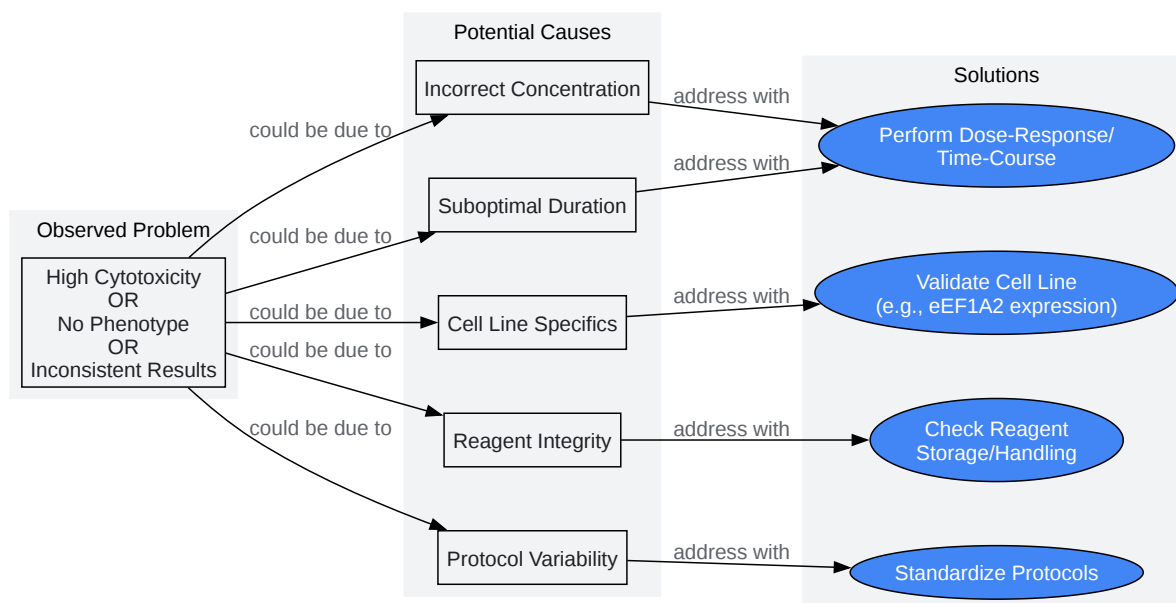 Potential Causes
Solutions
Observed Problem
High Cytotoxicity
OR
No Phenotype
OR
Inconsistent Results
could be due to
could be due to
could be due to
could be due to
could be due to
Incorrect Concentration
Suboptimal Duration
Cell Line Specifics
Reagent Integrity
Protocol Variability
address with
address with
address with
address with
address with
Perform Dose-Response/
Time-Course
Validate Cell Line
(e.g., eEF1A2 expression)
Check Reagent
Storage/Handling
Standardize Protocols